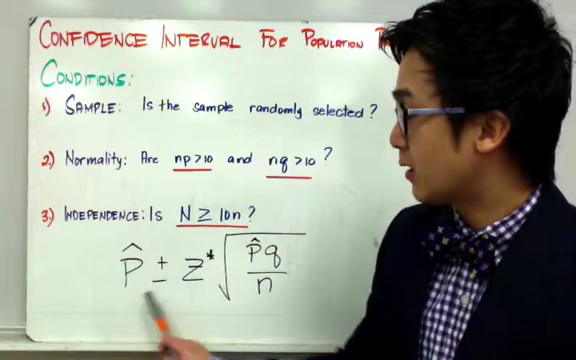 CONFIDENCE INTERVAL FOR POPULATION
CONDITIONS:
1) SAMPLE: Is the sample randomly selected?
2) Normality: Are np>10 and nq>10?
3) INDEPENDENCE: Is N ≥ 10n?
p̂ ± z* √(p̂q/n)